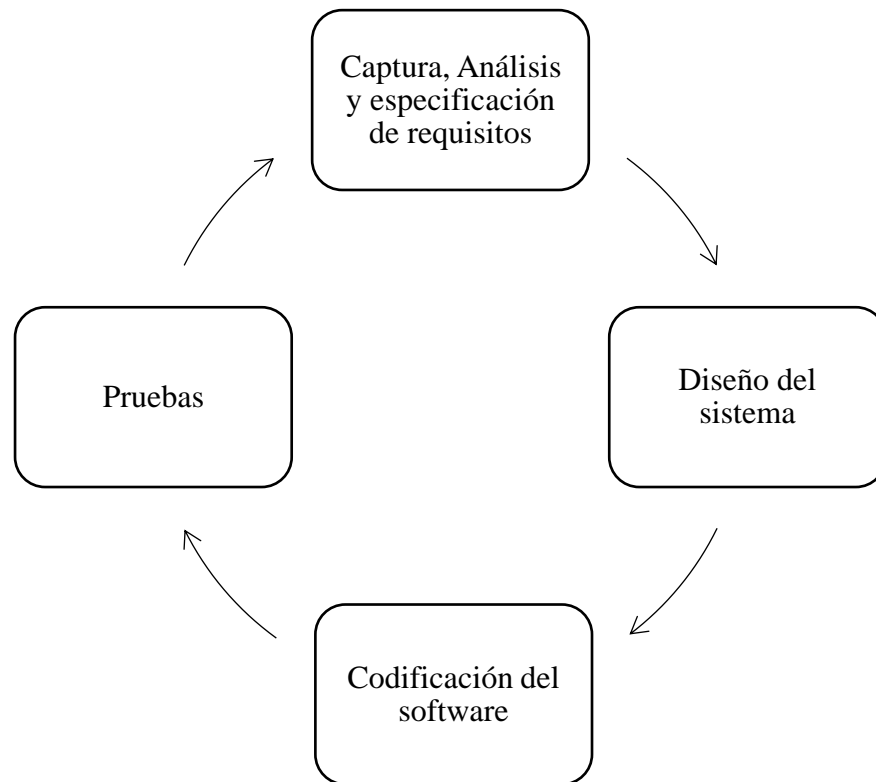 Captura, Análisis
y especificación
de requisitos
Diseño del
sistema
Codificación del
software
Pruebas